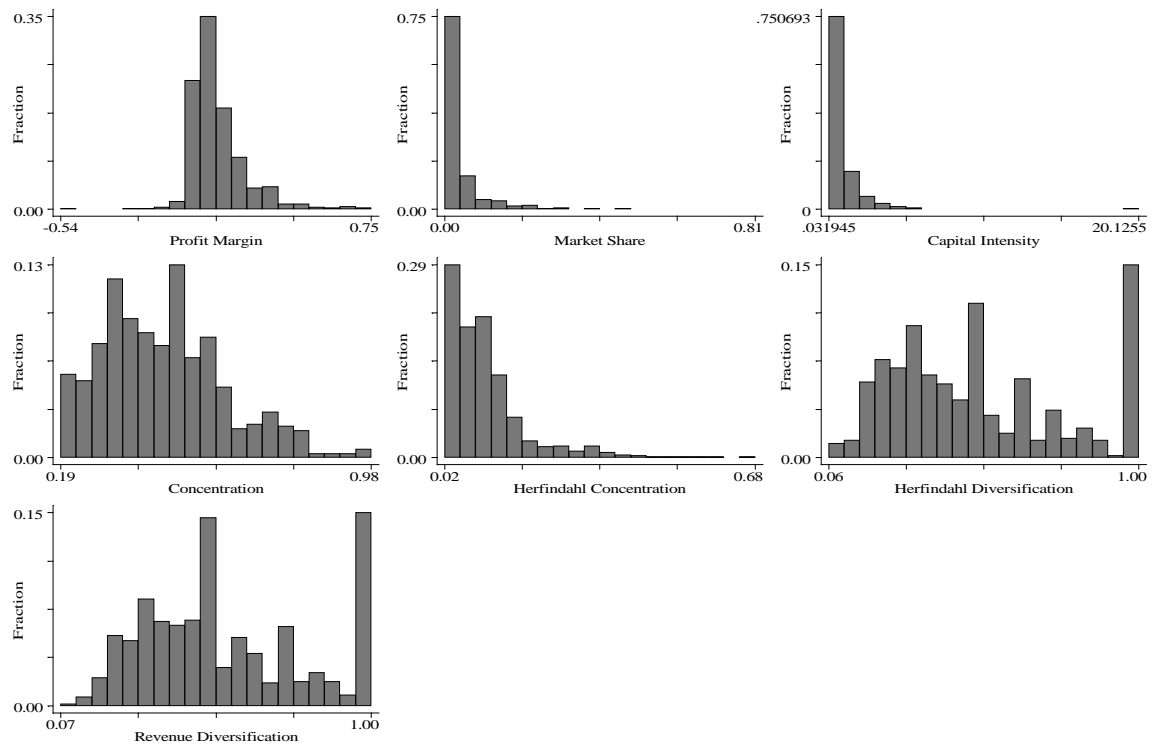 0.35 0.75 .750693
Fraction Fraction Fraction
0.00 0.00 0
-0.54 0.75 0.00 0.81 .031945 20.1255
Profit Margin Market Share Capital Intensity
0.13 0.29 0.15
Fraction Fraction Fraction
0.00 0.00 0.00
0.19 0.98 0.02 0.68 0.06 1.00
Concentration Herfindahl Concentration Herfindahl Diversification
0.15
Fraction
0.00
0.07 1.00
Revenue Diversification